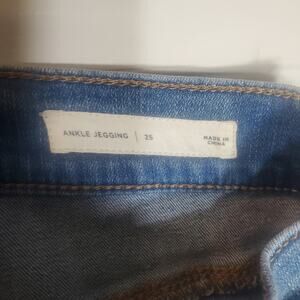 ANKLE JEGGING | 25 MADE IN
CHINA